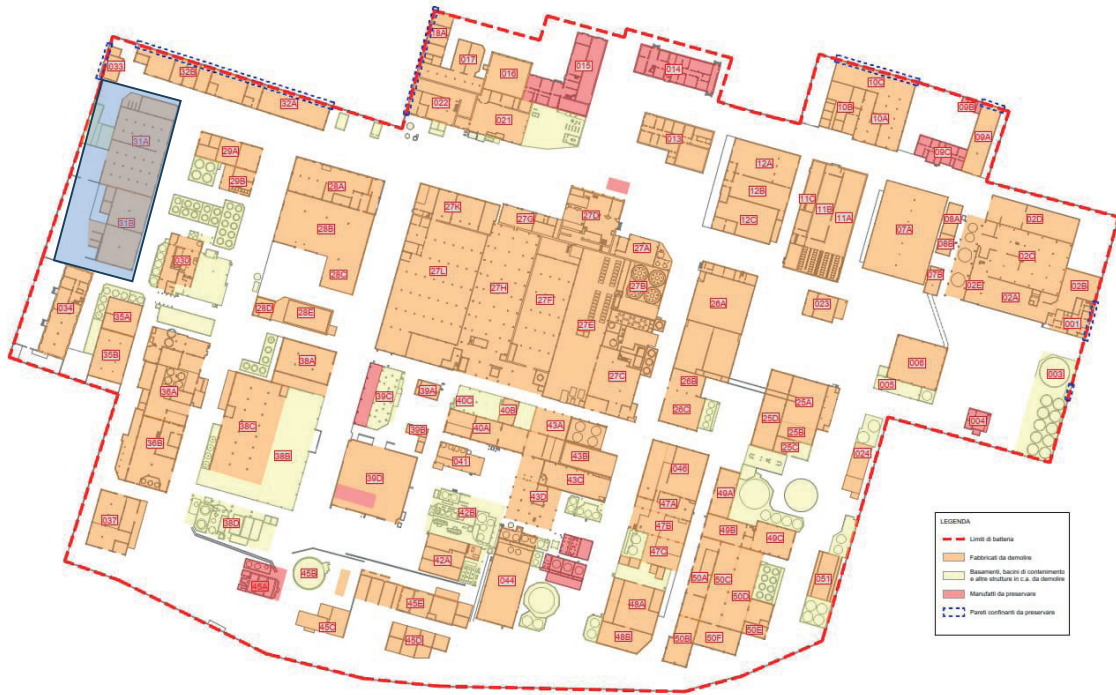 18A
017
016
015
014
033
32B
32A
022
021
013
10C
10B
10A
09B
09A
09C
31A
31B
29A
29B
28A
28B
28C
27K
27G
27D
27A
27L
27H
27F
27B
27E
27C
12A
12B
12C
11C
11B
11A
07A
08A
08B
07B
02D
02C
02E
02A
02B
001
030
034
35A
35B
28D
28E
26A
023
006
005
003
004
38A
36A
36B
38C
38B
39C
39A
39B
40C
40B
40A
43A
26B
26C
25A
25D
25B
25C
024
39D
041
43B
43C
43D
046
47A
47B
47C
49A
49B
49C
037
38D
42B
42A
044
45A
45B
45C
45E
45D
48A
48B
50A
50C
50D
50E
50B
50F
051
LEGENDA
Limiti di batteria
Fabbricati da demolire
Basamenti, bacini di contenimento
e altre strutture in c.a. da demolire
Manufatti da preservare
Pareti confinanti da preservare